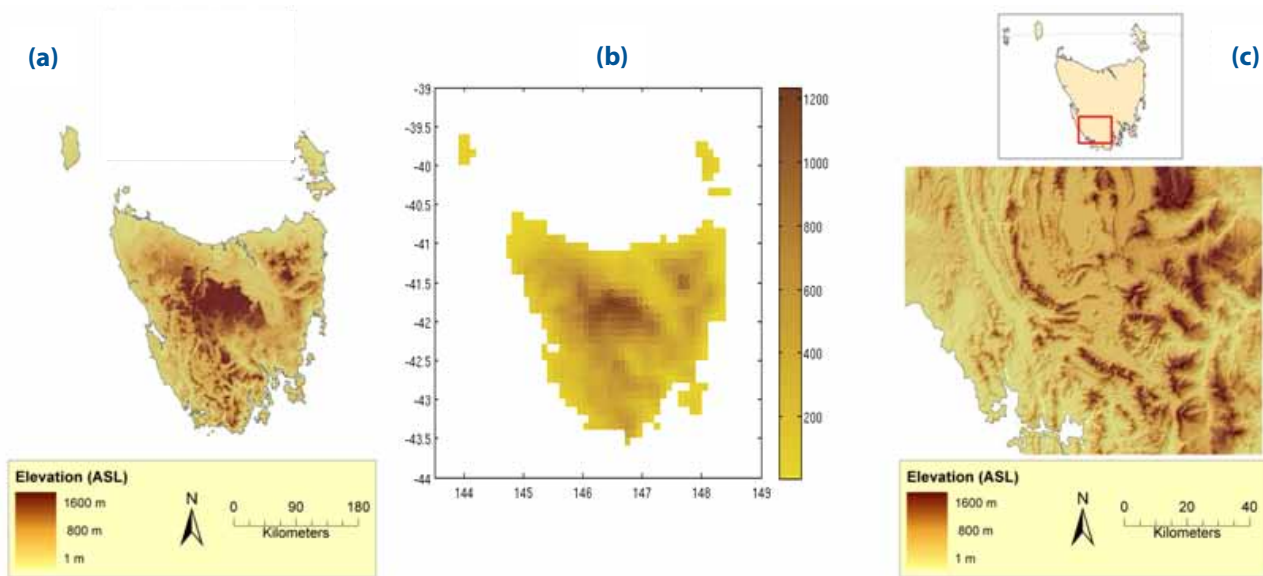 (a)
Elevation (ASL)
1600 m
800 m
1 m
N
0 90 180
Kilometers
(b)
-39
-39.5
-40
-40.5
-41
-41.5
-42
-42.5
-43
-43.5
-44
144 145 146 147 148 149
1200
1000
800
600
400
200
(c)
40°S
Elevation (ASL)
1600 m
800 m
1 m
N
0 20 40
Kilometers